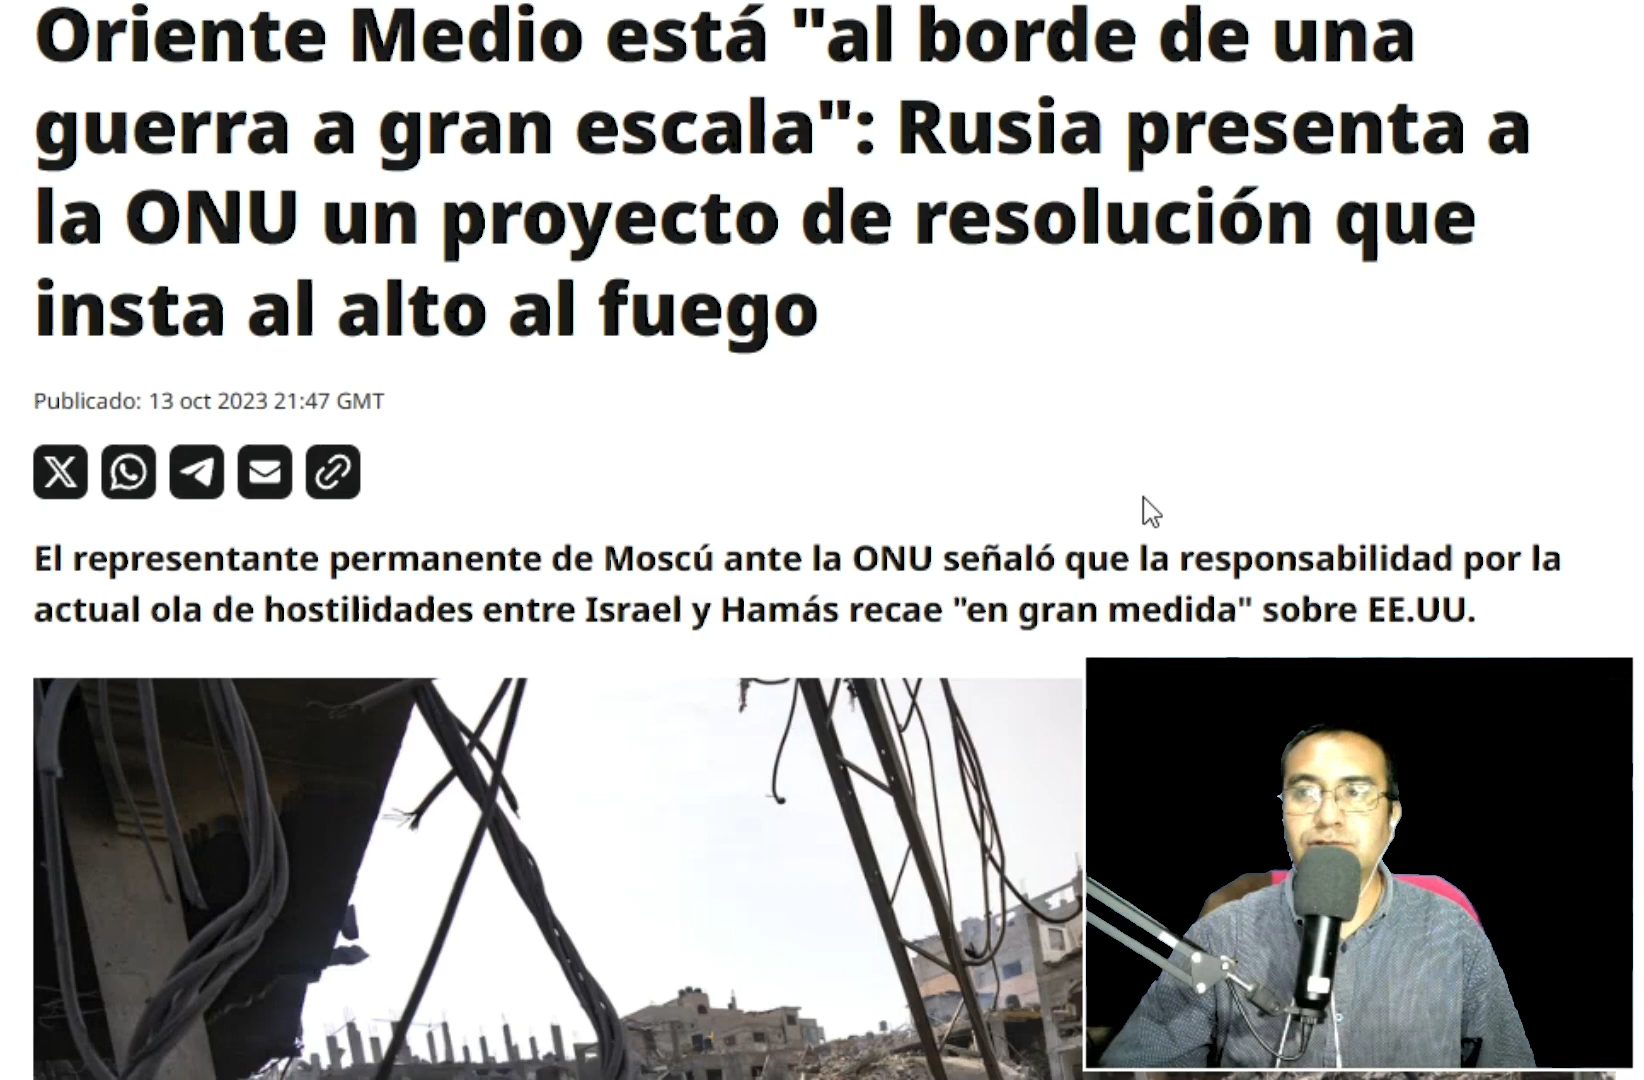 Oriente Medio está "al borde de una
guerra a gran escala": Rusia presenta a
la ONU un proyecto de resolución que
insta al alto al fuego
Publicado: 13 oct 2023 21:47 GMT
El representante permanente de Moscú ante la ONU señaló que la responsabilidad por la
actual ola de hostilidades entre Israel y Hamás recae "en gran medida" sobre EE.UU.